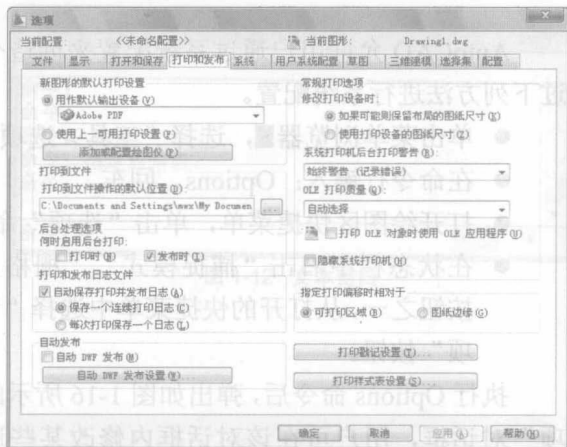 选项
当前配置: <<未命名配置>> 当前图形: Drawing1.dwg
文件 显示 打开和保存 打印和发布 系统 用户系统配置 草图 三维建模 选择集 配置
新图形的默认打印设置
用作默认输出设备(V)
Adobe PDF
使用上一可用打印设置(F)
添加或配置绘图仪(P)...
打印到文件
打印到文件操作的默认位置(D):
C:\Documents and Settings\mwx\My Documen ...
后台处理选项
何时启用后台打印:
打印时(N) 发布时(I)
打印和发布日志文件
自动保存打印并发布日志(A)
保存一个连续打印日志(C)
每次打印保存一个日志(L)
自动发布
自动 DWF 发布(M)
自动 DWF 发布设置(O)...
常规打印选项
修改打印设备时:
如果可能则保留布局的图纸尺寸(K)
使用打印设备的图纸尺寸(Z)
系统打印机后台打印警告(R):
始终警告 (记录错误)
OLE 打印质量(Q):
自动选择
打印 OLE 对象时使用 OLE 应用程序(U)
隐藏系统打印机(H)
指定打印偏移时相对于
可打印区域(B) 图纸边缘(G)
打印戳记设置(T)...
打印样式表设置(S)...
确定 取消 应用(A) 帮助(H)